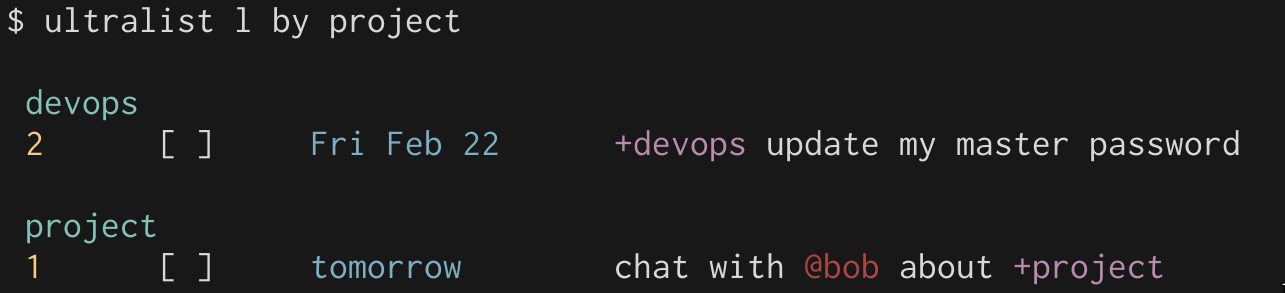 $ ultralist l by project
devops
2 [ ] Fri Feb 22 +devops update my master password
project
1 [ ] tomorrow chat with @bob about +project